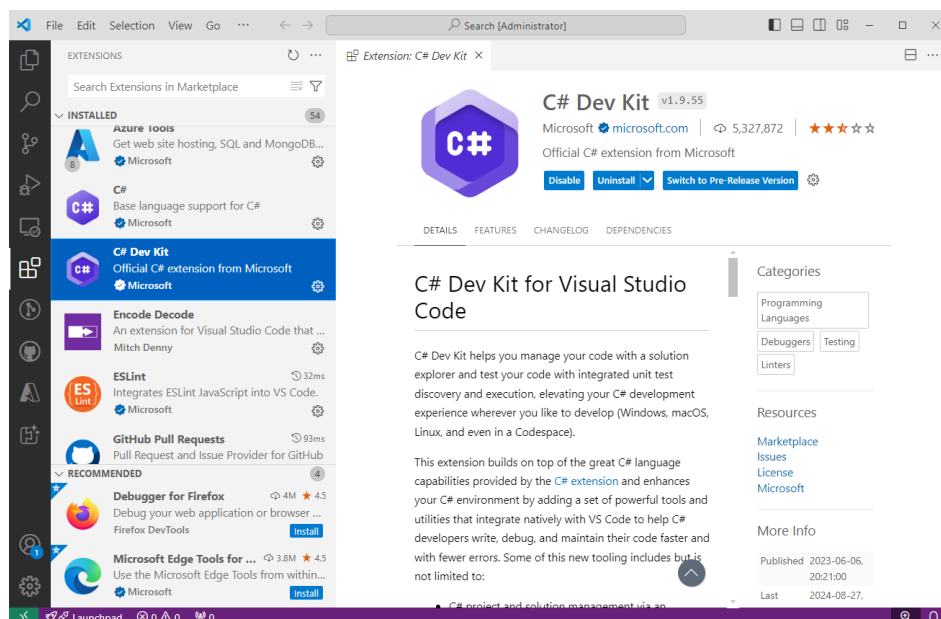 File Edit Selection View Go ···
Search [Administrator]
EXTENSIONS
Search Extensions in Marketplace
INSTALLED 54
Azure Tools
Get web site hosting, SQL and MongoDB...
Microsoft
8
C#
C#
Base language support for C#
Microsoft
C#
C# Dev Kit
Official C# extension from Microsoft
Microsoft
Encode Decode
An extension for Visual Studio Code that ...
Mitch Denny
ES
Lint
ESLint 32ms
Integrates ESLint JavaScript into VS Code.
Microsoft
GitHub Pull Requests 93ms
Pull Request and Issue Provider for GitHub
RECOMMENDED 4
Debugger for Firefox 4M ★ 4.5
Debug your web application or browser ...
Firefox DevTools Install
Microsoft Edge Tools for ... 3.8M ★ 4.5
Use the Microsoft Edge Tools from within...
Microsoft Install
1
Extension: C# Dev Kit
C#
C# Dev Kit v1.9.55
Microsoft microsoft.com 5,327,872
Official C# extension from Microsoft
Disable Uninstall Switch to Pre-Release Version
DETAILS FEATURES CHANGELOG DEPENDENCIES
C# Dev Kit for Visual Studio
Code
C# Dev Kit helps you manage your code with a solution
explorer and test your code with integrated unit test
discovery and execution, elevating your C# development
experience wherever you like to develop (Windows, macOS,
Linux, and even in a Codespace).
This extension builds on top of the great C# language
capabilities provided by the C# extension and enhances
your C# environment by adding a set of powerful tools and
utilities that integrate natively with VS Code to help C#
developers write, debug, and maintain their code faster and
with fewer errors. Some of this new tooling includes but is
not limited to:
• C# project and solution management via an
Categories
Programming
Languages
Debuggers Testing
Linters
Resources
Marketplace
Issues
License
Microsoft
More Info
Published 2023-06-06,
20:21:00
Last 2024-08-27,
Launchpad 0 0 0